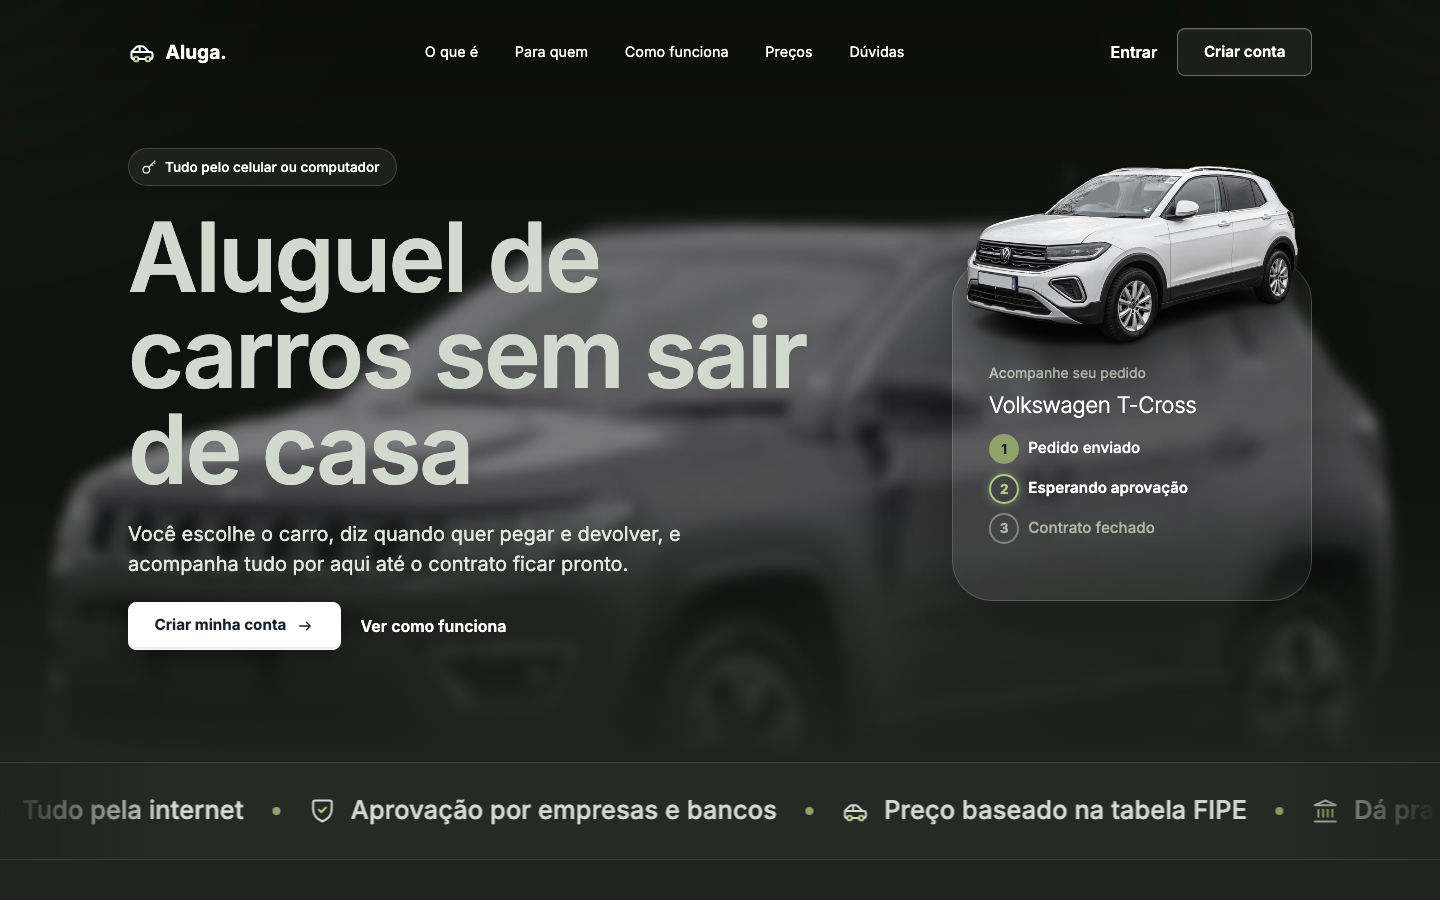 Aluga.
O que é
Para quem
Como funciona
Preços
Dúvidas
Entrar
Criar conta
Tudo pelo celular ou computador
Aluguel de
carros sem sair
de casa
Você escolhe o carro, diz quando quer pegar e devolver, e
acompanha tudo por aqui até o contrato ficar pronto.
Criar minha conta
Ver como funciona
Acompanhe seu pedido
Volkswagen T-Cross
1 Pedido enviado
2 Esperando aprovação
3 Contrato fechado
Tudo pela internet • Aprovação por empresas e bancos • Preço baseado na tabela FIPE • Dá pra